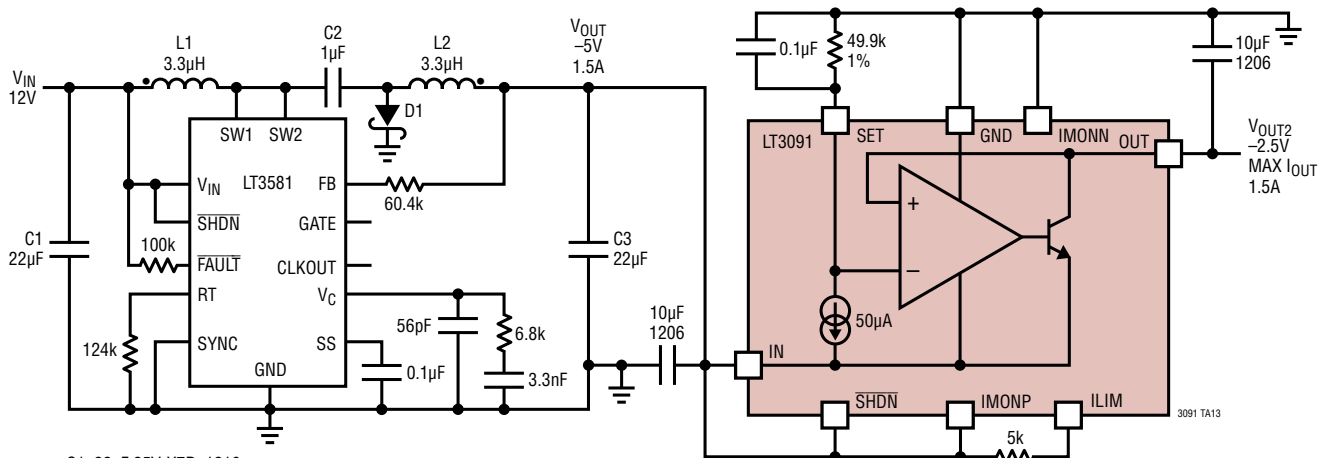 L1
3.3µH
C2
1µF
L2
3.3µH
VOUT
–5V
1.5A
VIN
12V
D1
SW1 SW2
VIN
LT3581
FB
60.4k
SHDN
GATE
C1
22µF
100k
FAULT
CLKOUT
C3
22µF
RT
VC
124k
SYNC
SS
56pF
6.8k
GND
0.1µF
3.3nF
10µF
1206
0.1µF
49.9k
1%
10µF
1206
LT3091
SET
GND
IMONN
OUT
VOUT2
–2.5V
MAX IOUT
1.5A
+
–
50µA
IN
SHDN
IMONP
ILIM
5k
3091 TA13